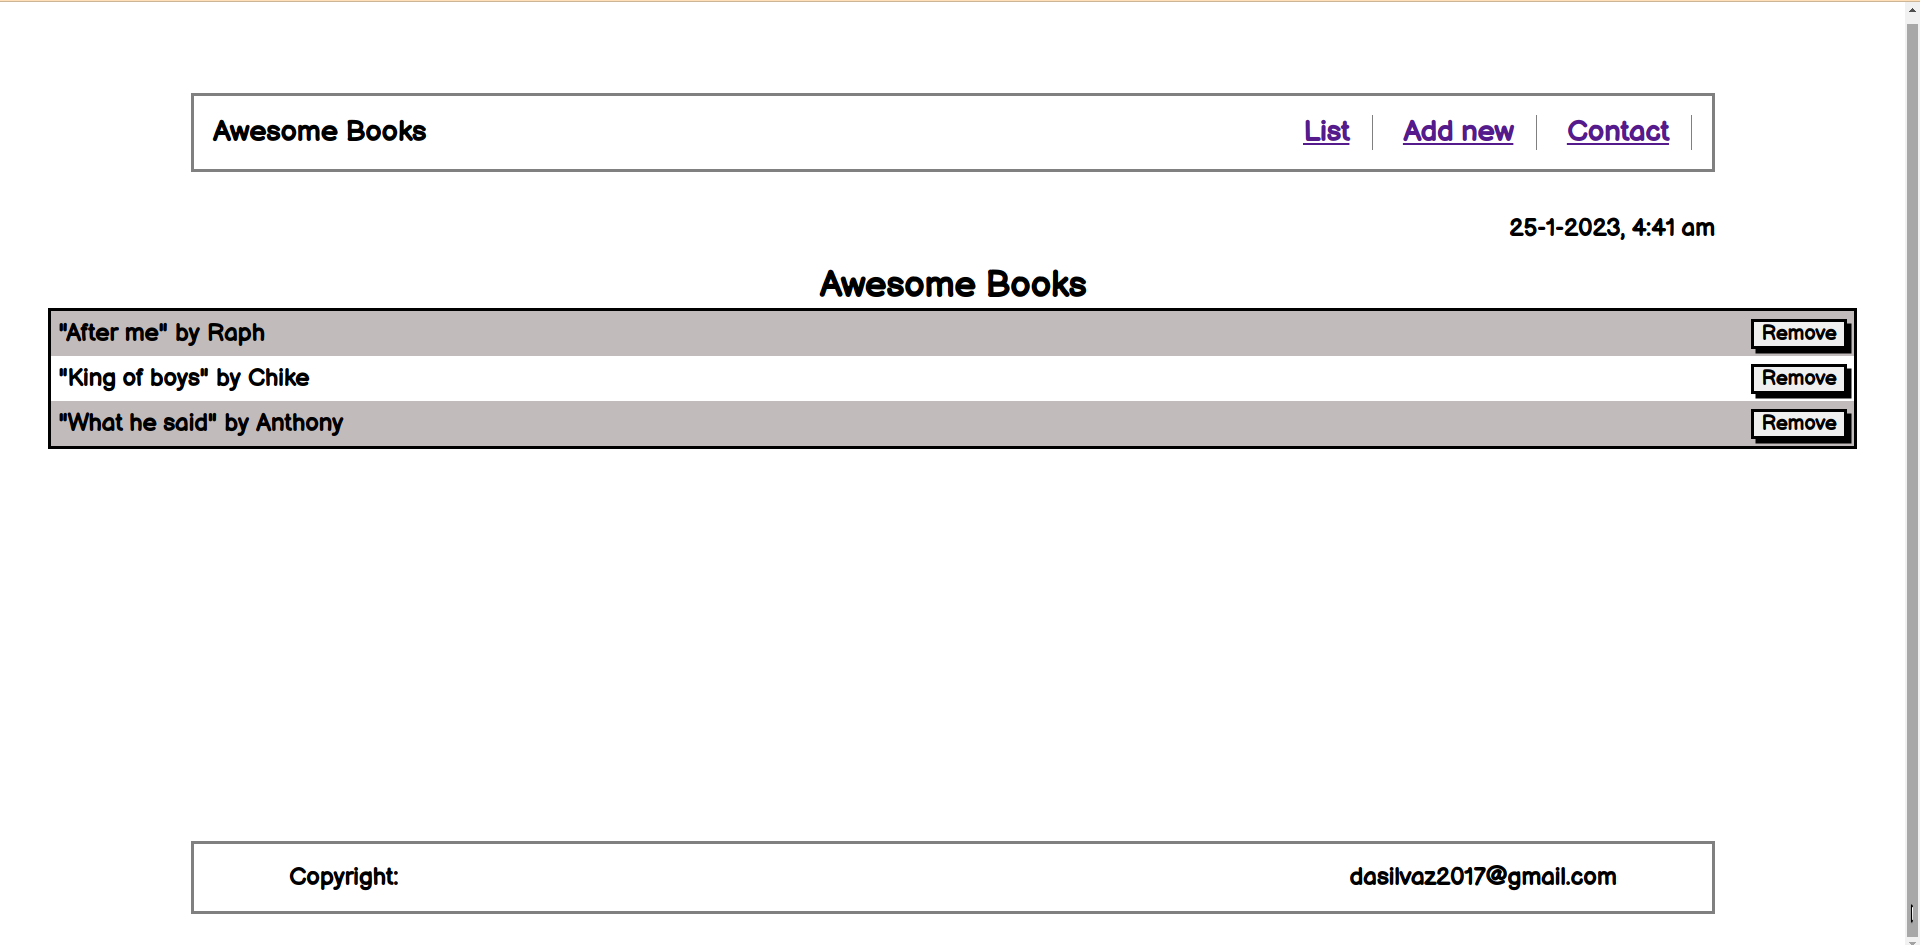 Awesome Books List Add new Contact
25-1-2023, 4:41 am
Awesome Books
"After me" by Raph Remove
"King of boys" by Chike Remove
"What he said" by Anthony Remove
Copyright: dasilvaz2017@gmail.com